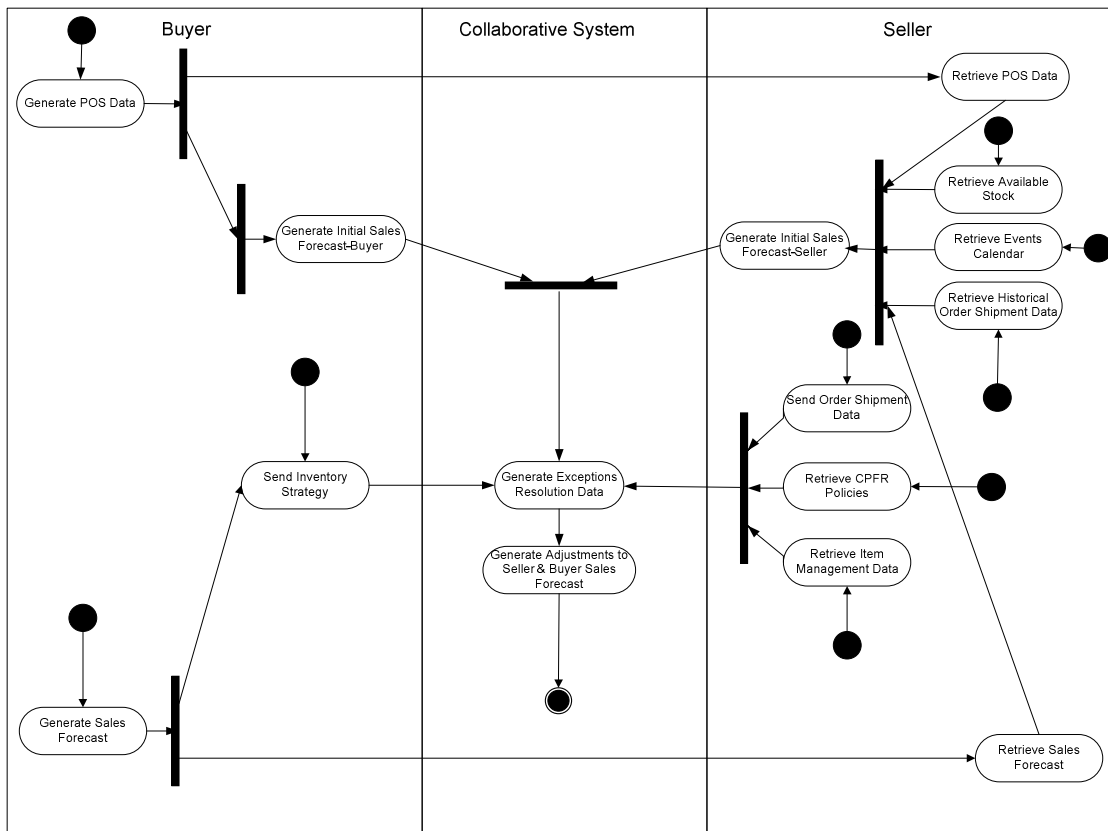 Buyer
Collaborative System
Seller
Generate POS Data
Retrieve POS Data
Retrieve Available
Stock
Generate Initial Sales
Forecast-Buyer
Generate Initial Sales
Forecast-Seller
Retrieve Events
Calendar
Retrieve Historical
Order Shipment Data
Send Order Shipment
Data
Send Inventory
Strategy
Generate Exceptions
Resolution Data
Retrieve CPFR
Policies
Generate Adjustments to
Seller & Buyer Sales
Forecast
Retrieve Item
Management Data
Generate Sales
Forecast
Retrieve Sales
Forecast